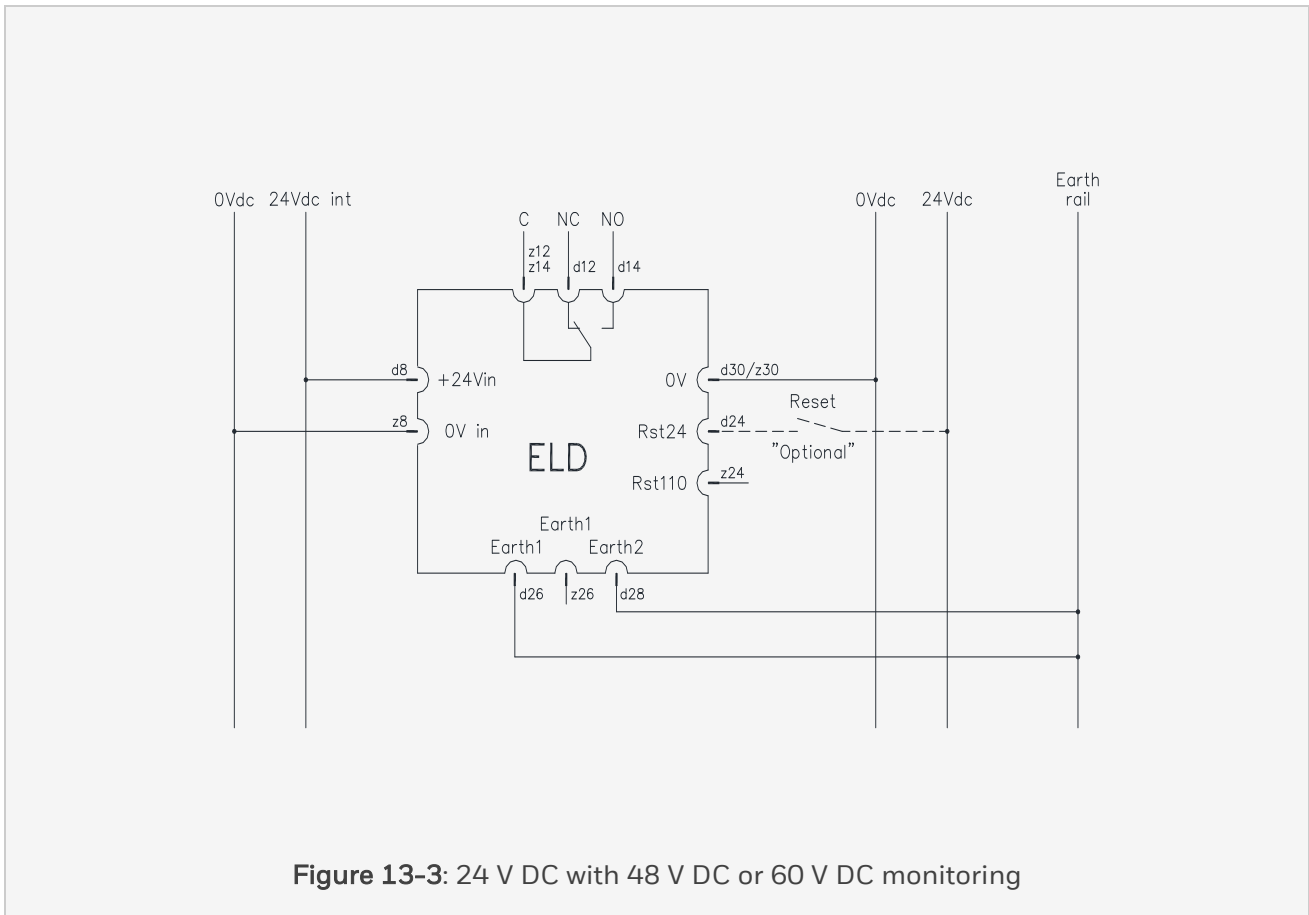 Earth
rail
0Vdc 24Vdc int
0Vdc 24Vdc
C NC NO
z12
z14 d12 d14
d8 +24Vin
0V d30/z30
Reset
z8 0V in
Rst24 d24
"Optional"
ELD
Rst110 z24
Earth1
Earth1 Earth2
d26 z26 d28
Figure 13-3: 24 V DC with 48 V DC or 60 V DC monitoring